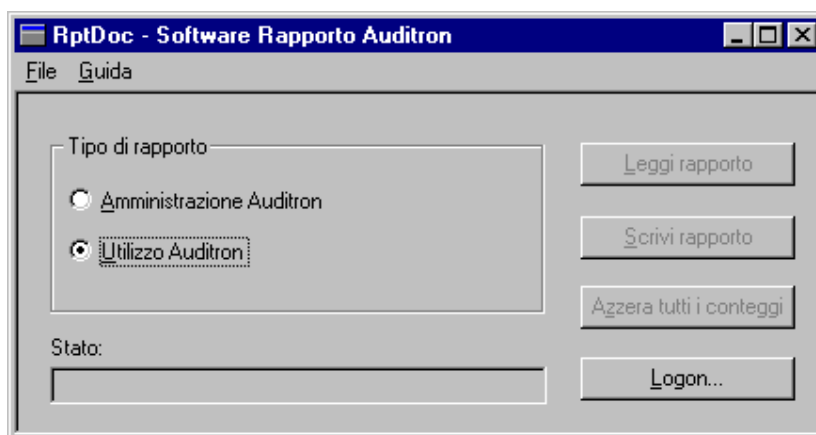 RptDoc - Software Rapporto Auditron
File Guida
Tipo di rapporto
Amministrazione Auditron
Utilizzo Auditron
Stato:
Leggi rapporto
Scrivi rapporto
Azzera tutti i conteggi
Logon...